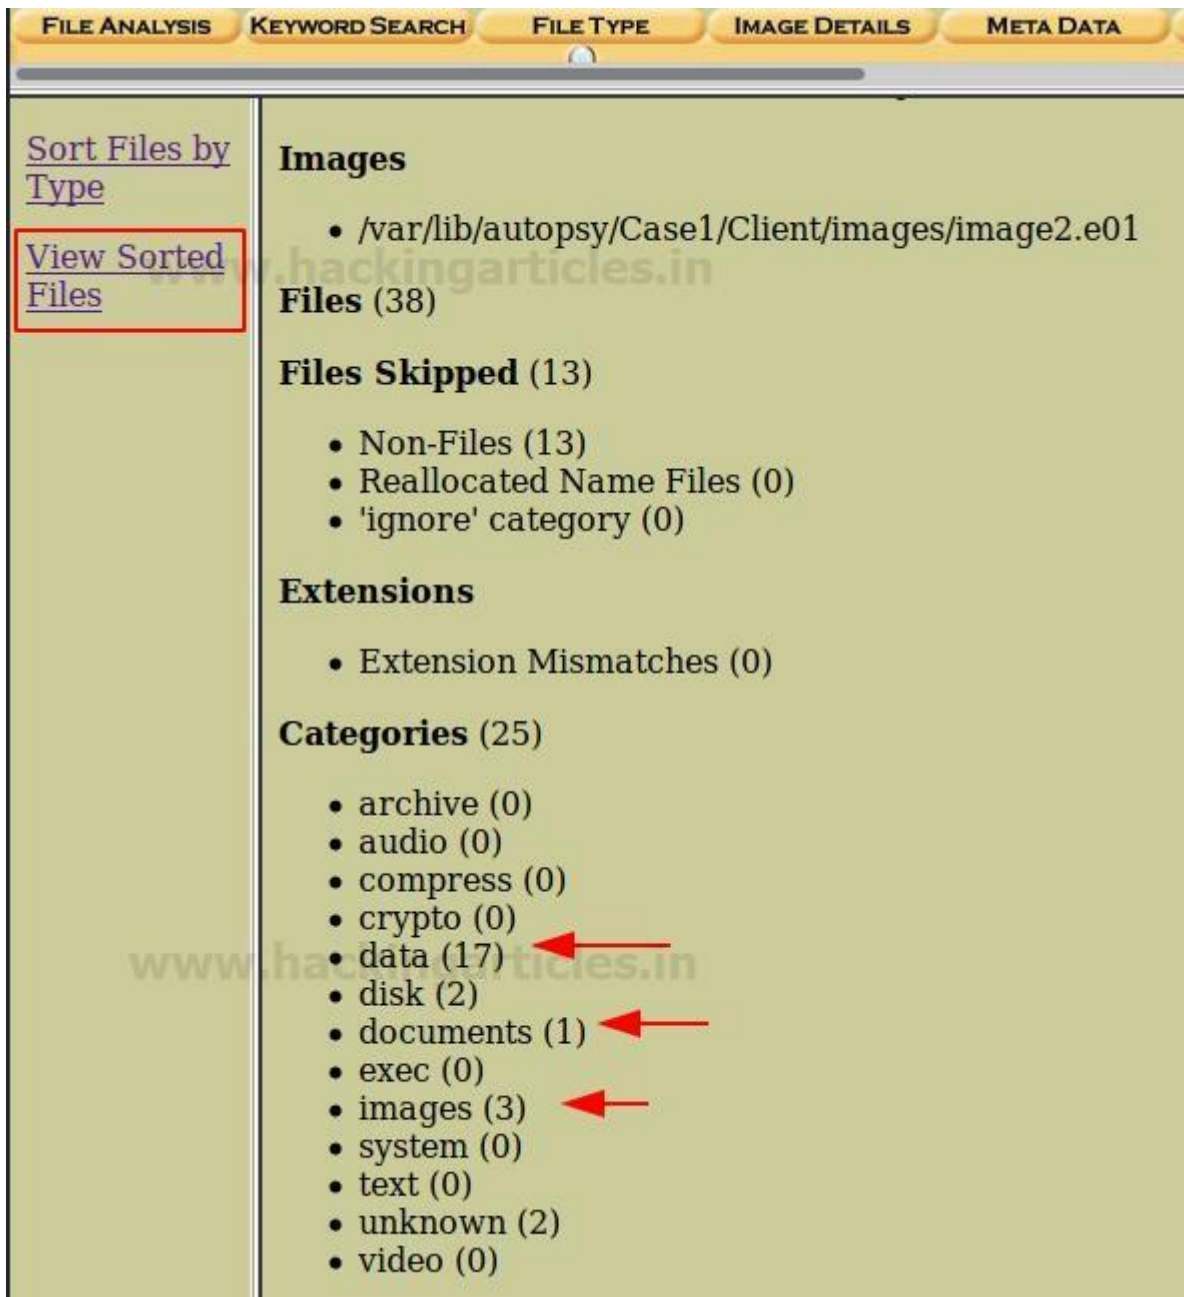 FILE ANALYSIS KEYWORD SEARCH FILE TYPE IMAGE DETAILS META DATA
Sort Files by
Type
View Sorted
Files
Images
• /var/lib/autopsy/Case1/Client/images/image2.e01
www.hackingarticles.in
Files (38)
Files Skipped (13)
• Non-Files (13)
• Reallocated Name Files (0)
• 'ignore' category (0)
Extensions
• Extension Mismatches (0)
Categories (25)
• archive (0)
• audio (0)
• compress (0)
• crypto (0)
• data (17)
www.hackingarticles.in
• disk (2)
• documents (1)
• exec (0)
• images (3)
• system (0)
• text (0)
• unknown (2)
• video (0)